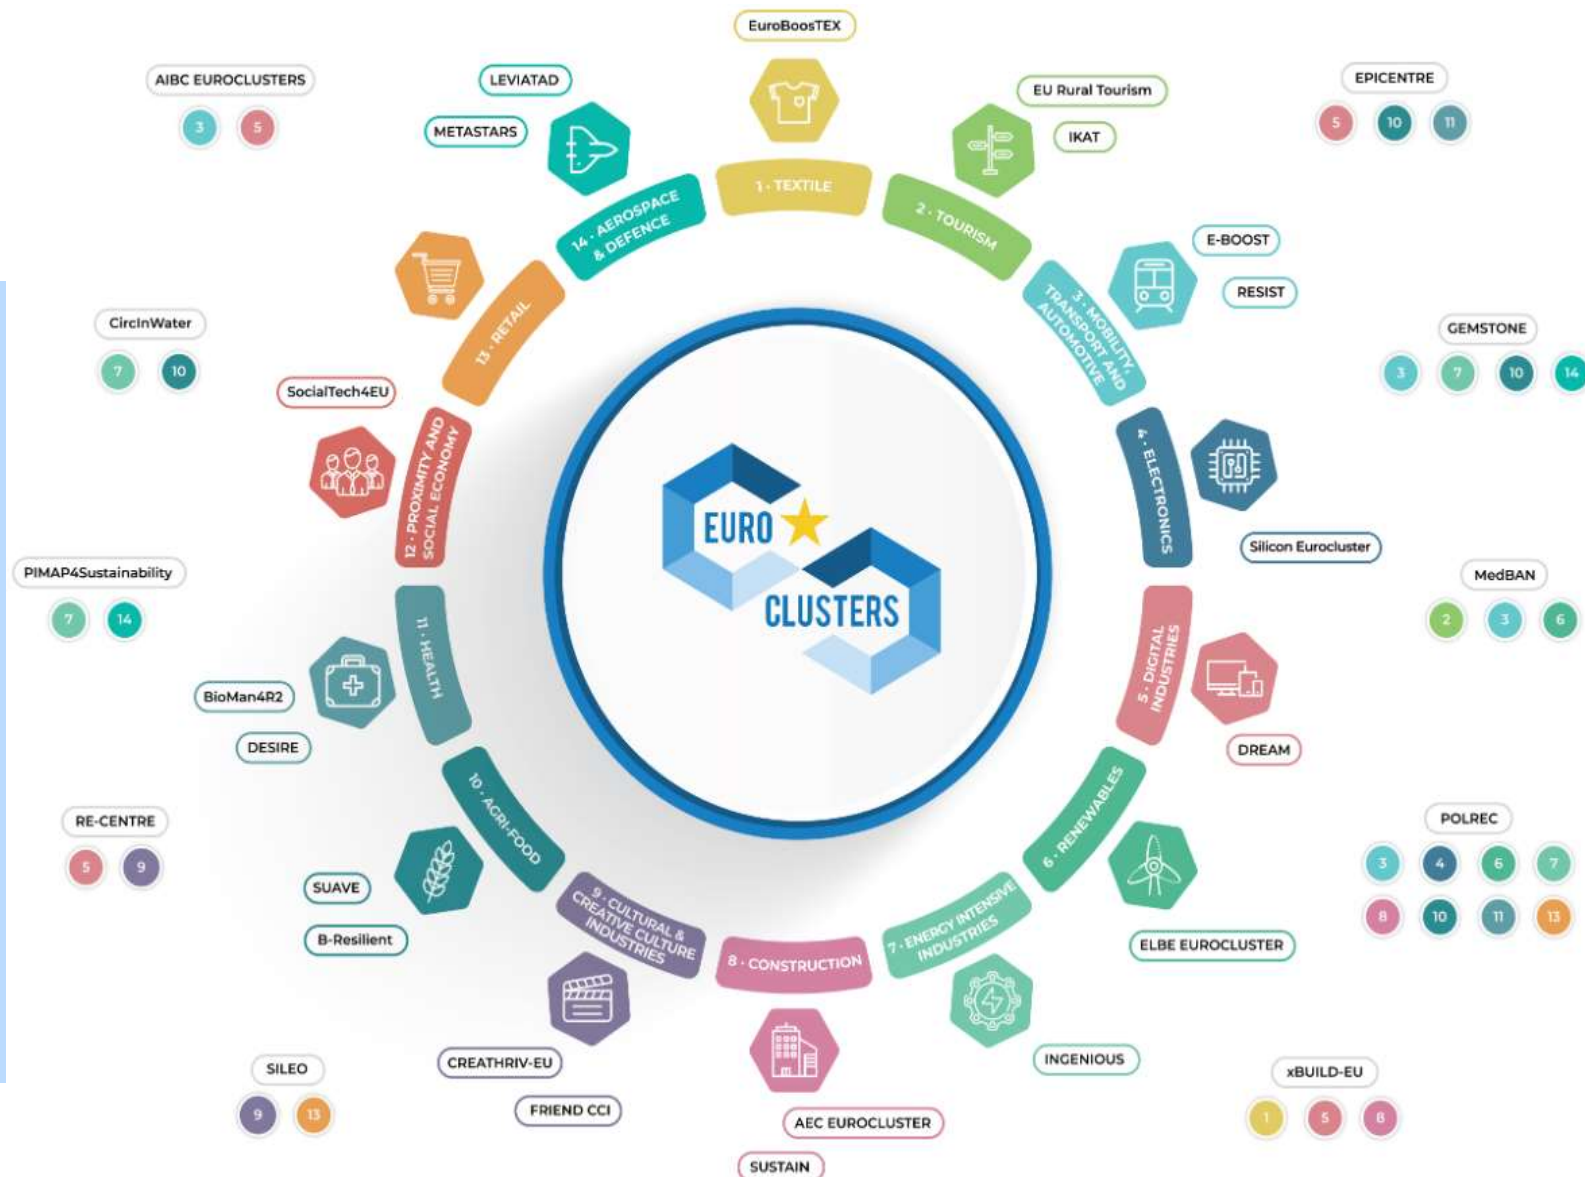 EuroBoosTEX
AIBC EUROCLUSTERS
3
5
LEVIATAD
METASTARS
EU Rural Tourism
IKAT
EPICENTRE
5
10
11
1 · TEXTILE
2 · TOURISM
14 · AEROSPACE
& DEFENCE
E-BOOST
RESIST
3 · MOBILITY,
TRANSPORT AND
AUTOMOTIVE
13 · RETAIL
CircInWater
7
10
GEMSTONE
3
7
10
14
SocialTech4EU
12 · PROXIMITY AND
SOCIAL ECONOMY
4 · ELECTRONICS
Silicon Eurocluster
EURO
CLUSTERS
PIMAP4Sustainability
7
14
MedBAN
2
3
6
11 · HEALTH
5 · DIGITAL
INDUSTRIES
BioMan4R2
DESIRE
DREAM
10 · AGRI-FOOD
6 · RENEWABLES
RE-CENTRE
5
9
POLREC
3
4
6
7
8
10
11
13
SUAVE
B-Resilient
9 · CULTURAL &
CREATIVE CULTURE
INDUSTRIES
8 · CONSTRUCTION
7 · ENERGY INTENSIVE
INDUSTRIES
ELBE EUROCLUSTER
CREATHRIV-EU
FRIEND CCI
INGENIOUS
SILEO
9
13
AEC EUROCLUSTER
SUSTAIN
xBUILD-EU
1
5
8